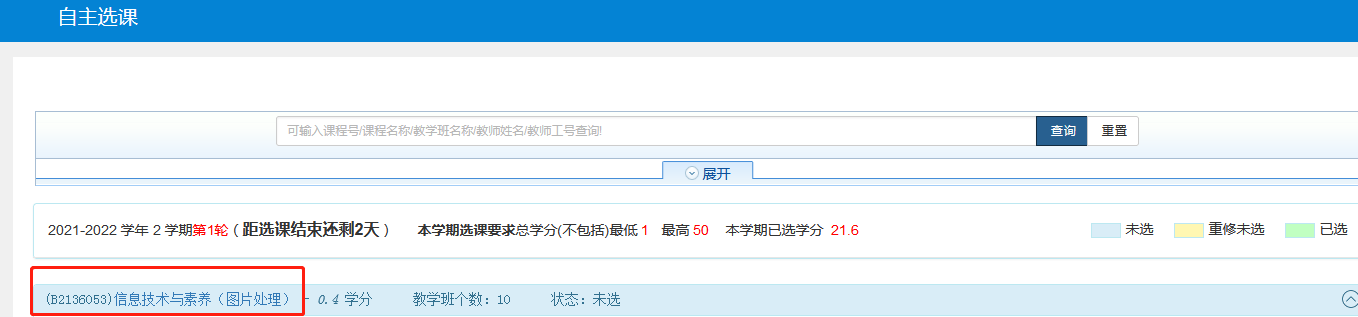 自主选课
可输入课程号/课程名称/教学班名称/教师姓名/教师工号查询! 查询 重置
展开
2021-2022 学年 2 学期第1轮（距选课结束还剩2天） 本学期选课要求总学分(不包括)最低 1 最高 50 本学期已选学分 21.6 未选 重修未选 已选
(B2136053)信息技术与素养（图片处理） - 0.4 学分 教学班个数：10 状态：未选